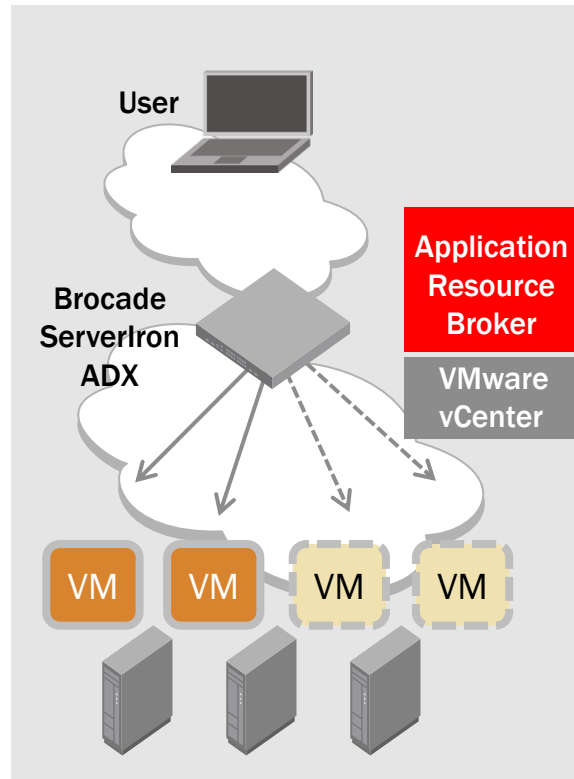 User
Application
Resource
Broker
Brocade
ServerIron
ADX
VMware
vCenter
VM
VM
VM
VM